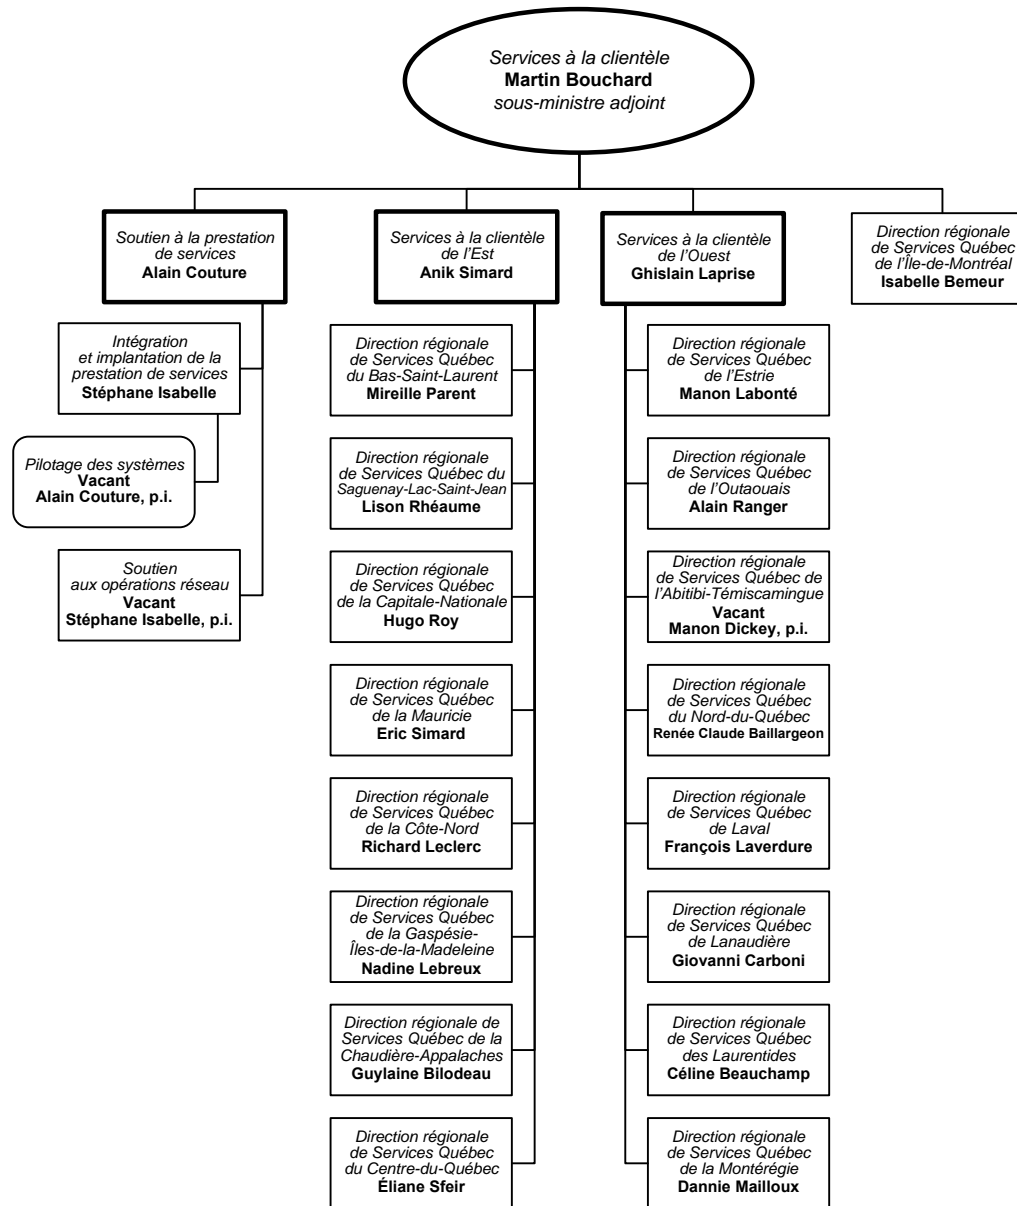 Services à la clientèle
Martin Bouchard
sous-ministre adjoint
Soutien à la prestation
de services
Alain Couture
Services à la clientèle
de l'Est
Anik Simard
Services à la clientèle
de l'Ouest
Ghislain Laprise
Direction régionale
de Services Québec
de l'Île-de-Montréal
Isabelle Bemeur
Intégration
et implantation de la
prestation de services
Stéphane Isabelle
Pilotage des systèmes
Vacant
Alain Couture, p.i.
Soutien
aux opérations réseau
Vacant
Stéphane Isabelle, p.i.
Direction régionale
de Services Québec
du Bas-Saint-Laurent
Mireille Parent
Direction régionale
de Services Québec du
Saguenay-Lac-Saint-Jean
Lison Rhéaume
Direction régionale
de Services Québec
de la Capitale-Nationale
Hugo Roy
Direction régionale
de Services Québec
de la Mauricie
Eric Simard
Direction régionale
de Services Québec
de la Côte-Nord
Richard Leclerc
Direction régionale
de Services Québec
de la Gaspésie-
Îles-de-la-Madeleine
Nadine Lebreux
Direction régionale de
Services Québec de la
Chaudière-Appalaches
Guylaine Bilodeau
Direction régionale
de Services Québec
du Centre-du-Québec
Éliane Sfeir
Direction régionale
de Services Québec
de l'Estrie
Manon Labonté
Direction régionale
de Services Québec
de l'Outaouais
Alain Ranger
Direction régionale
de Services Québec de
l'Abitibi-Témiscamingue
Vacant
Manon Dickey, p.i.
Direction régionale
de Services Québec
du Nord-du-Québec
Renée Claude Baillargeon
Direction régionale
de Services Québec
de Laval
François Laverdure
Direction régionale
de Services Québec
de Lanaudière
Giovanni Carboni
Direction régionale
de Services Québec
des Laurentides
Céline Beauchamp
Direction régionale
de Services Québec
de la Montérégie
Dannie Mailloux